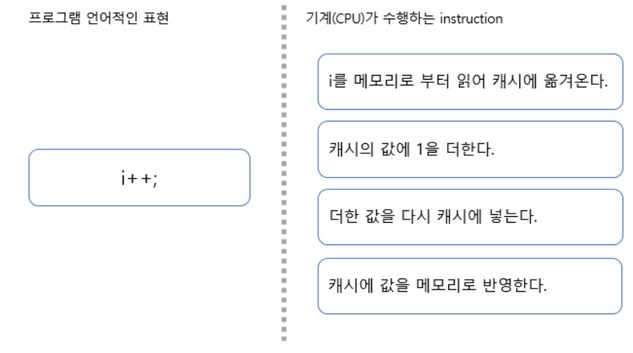 프로그램 언어적인 표현
i++;
기계(CPU)가 수행하는 instruction
i를 메모리로 부터 읽어 캐시에 옮겨온다.
캐시의 값에 1을 더한다.
더한 값을 다시 캐시에 넣는다.
캐시에 값을 메모리로 반영한다.